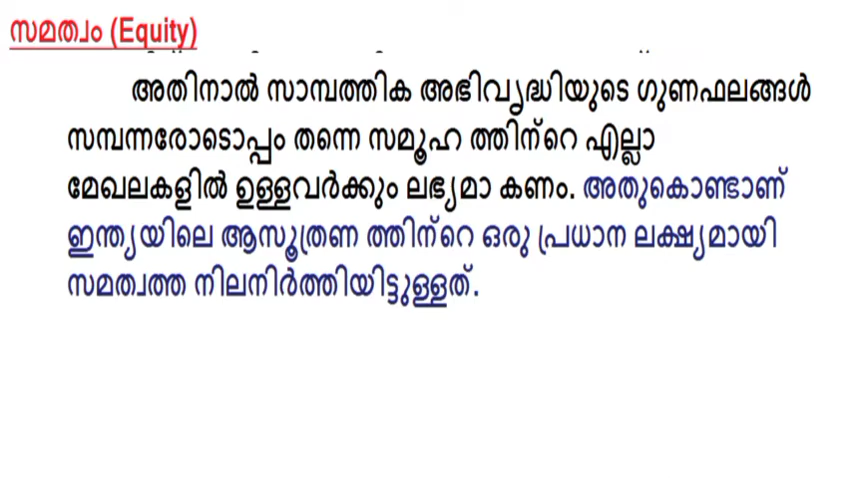 സമത്വം (Equity)
അതിനാൽ സാമ്പത്തിക അഭിവൃദ്ധിയുടെ ഗുണഫലങ്ങൾ
സമ്പന്നരോടൊപ്പം തന്നെ സമൂഹ ത്തിന്റെ എല്ലാ
മേഖലകളിൽ ഉള്ളവർക്കും ലഭ്യമാ കണം. അതുകൊണ്ടാണ്
ഇന്ത്യയിലെ ആസൂത്രണ ത്തിന്റെ ഒരു പ്രധാന ലക്ഷ്യമായി
സമത്വത്ത നിലനിർത്തിയിട്ടുള്ളത്.